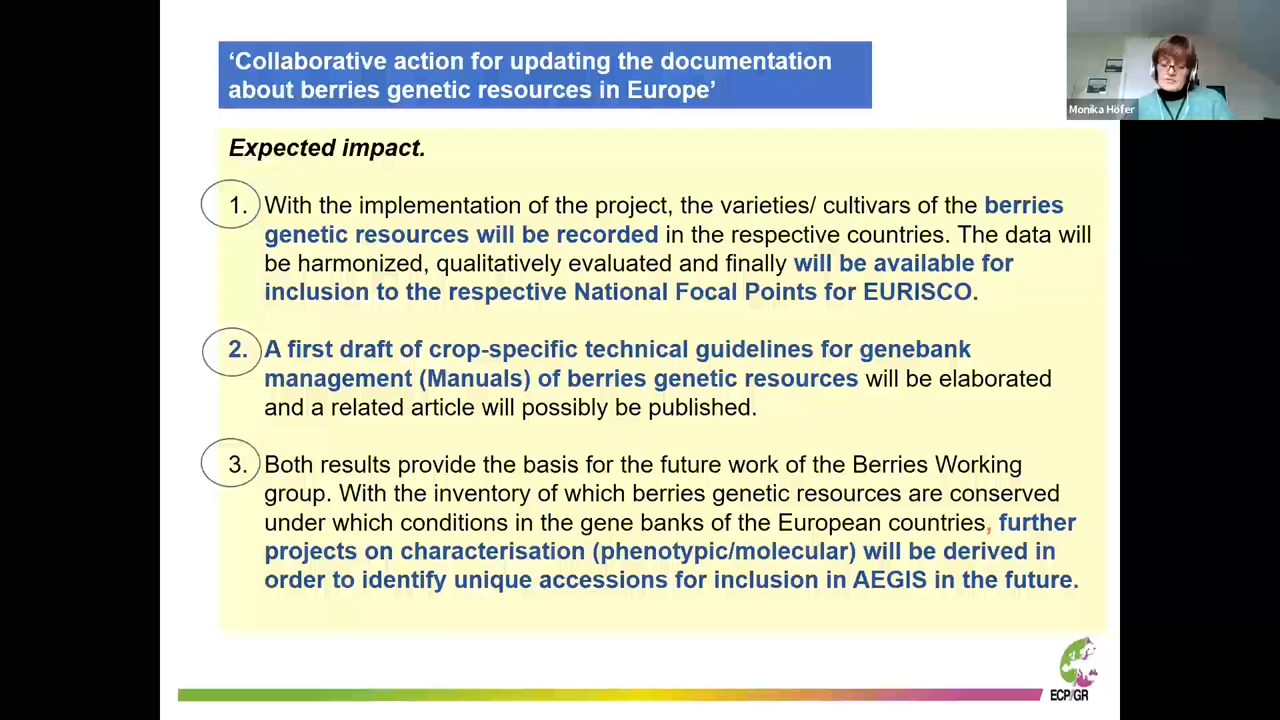 ‘Collaborative action for updating the documentation
about berries genetic resources in Europe’
Monika Höfer
Expected impact.
1. With the implementation of the project, the varieties/ cultivars of the berries
genetic resources will be recorded in the respective countries. The data will
be harmonized, qualitatively evaluated and finally will be available for
inclusion to the respective National Focal Points for EURISCO.
2. A first draft of crop-specific technical guidelines for genebank
management (Manuals) of berries genetic resources will be elaborated
and a related article will possibly be published.
3. Both results provide the basis for the future work of the Berries Working
group. With the inventory of which berries genetic resources are conserved
under which conditions in the gene banks of the European countries, further
projects on characterisation (phenotypic/molecular) will be derived in
order to identify unique accessions for inclusion in AEGIS in the future.
ECP/GR